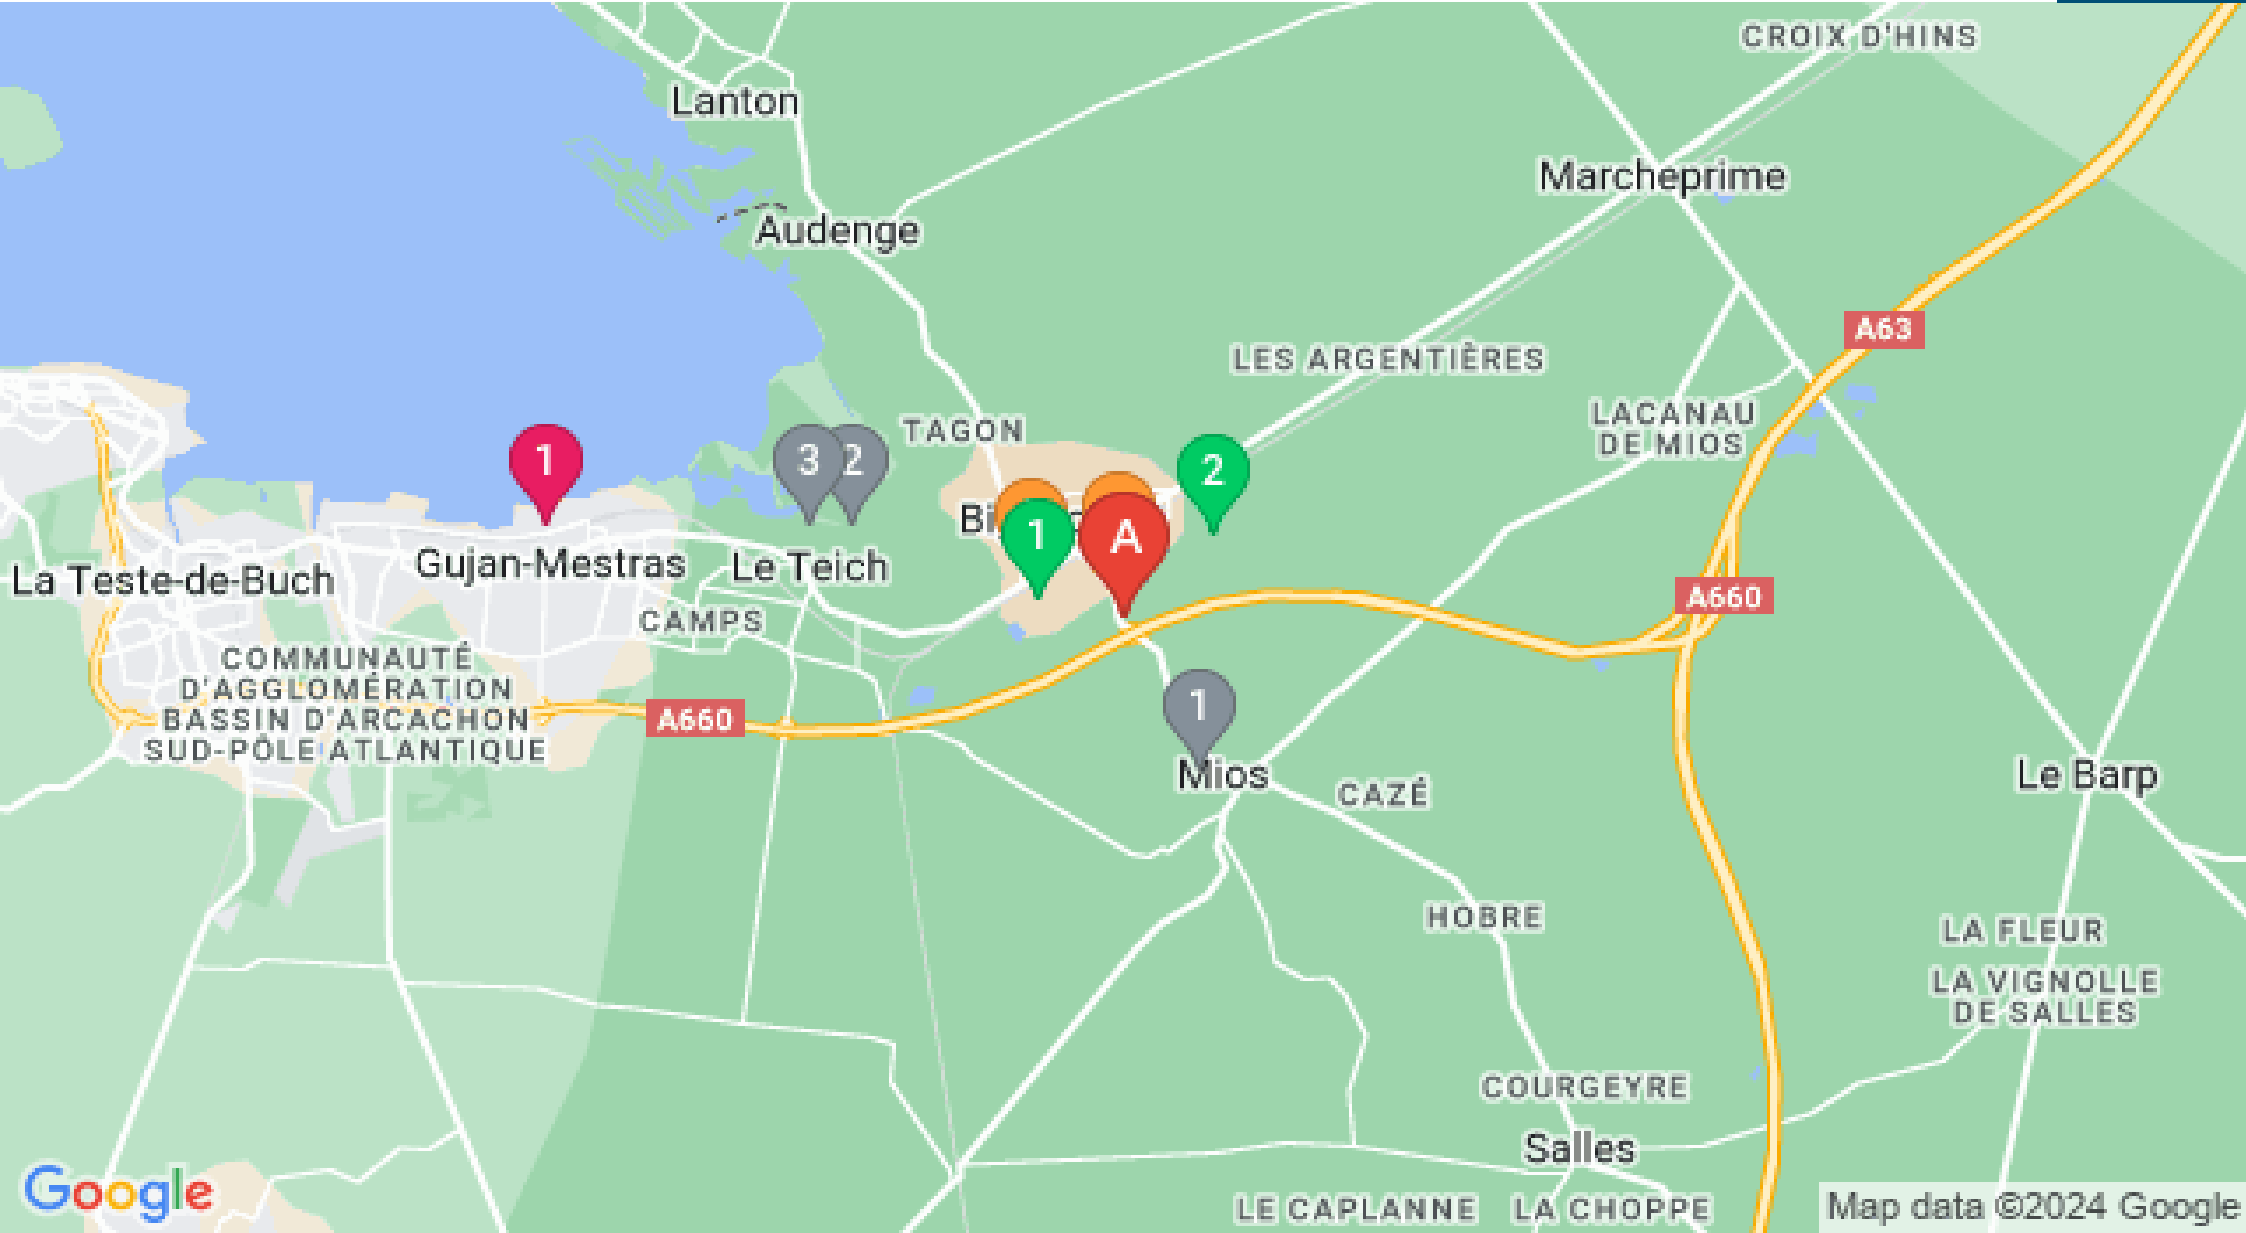 CROIX D'HINS
Lanton
Marcheprime
Audenge
A63
LES ARGENTIÈRES
LACANAU
DE MIOS
TAGON
1
3
2
2
Bi
1
A
Gujan-Mestras
Le Teich
La Teste-de-Buch
A660
CAMPS
COMMUNAUTÉ
D'AGGLOMÉRATION
BASSIN D'ARCACHON
SUD-PÔLE ATLANTIQUE
A660
1
Mios
CAZÉ
Le Barp
HOBRE
LA FLEUR
LA VIGNOLLE
DE SALLES
COURGEYRE
Salles
Google
LE CAPLANNE
LA CHOPPE
Map data ©2024 Google